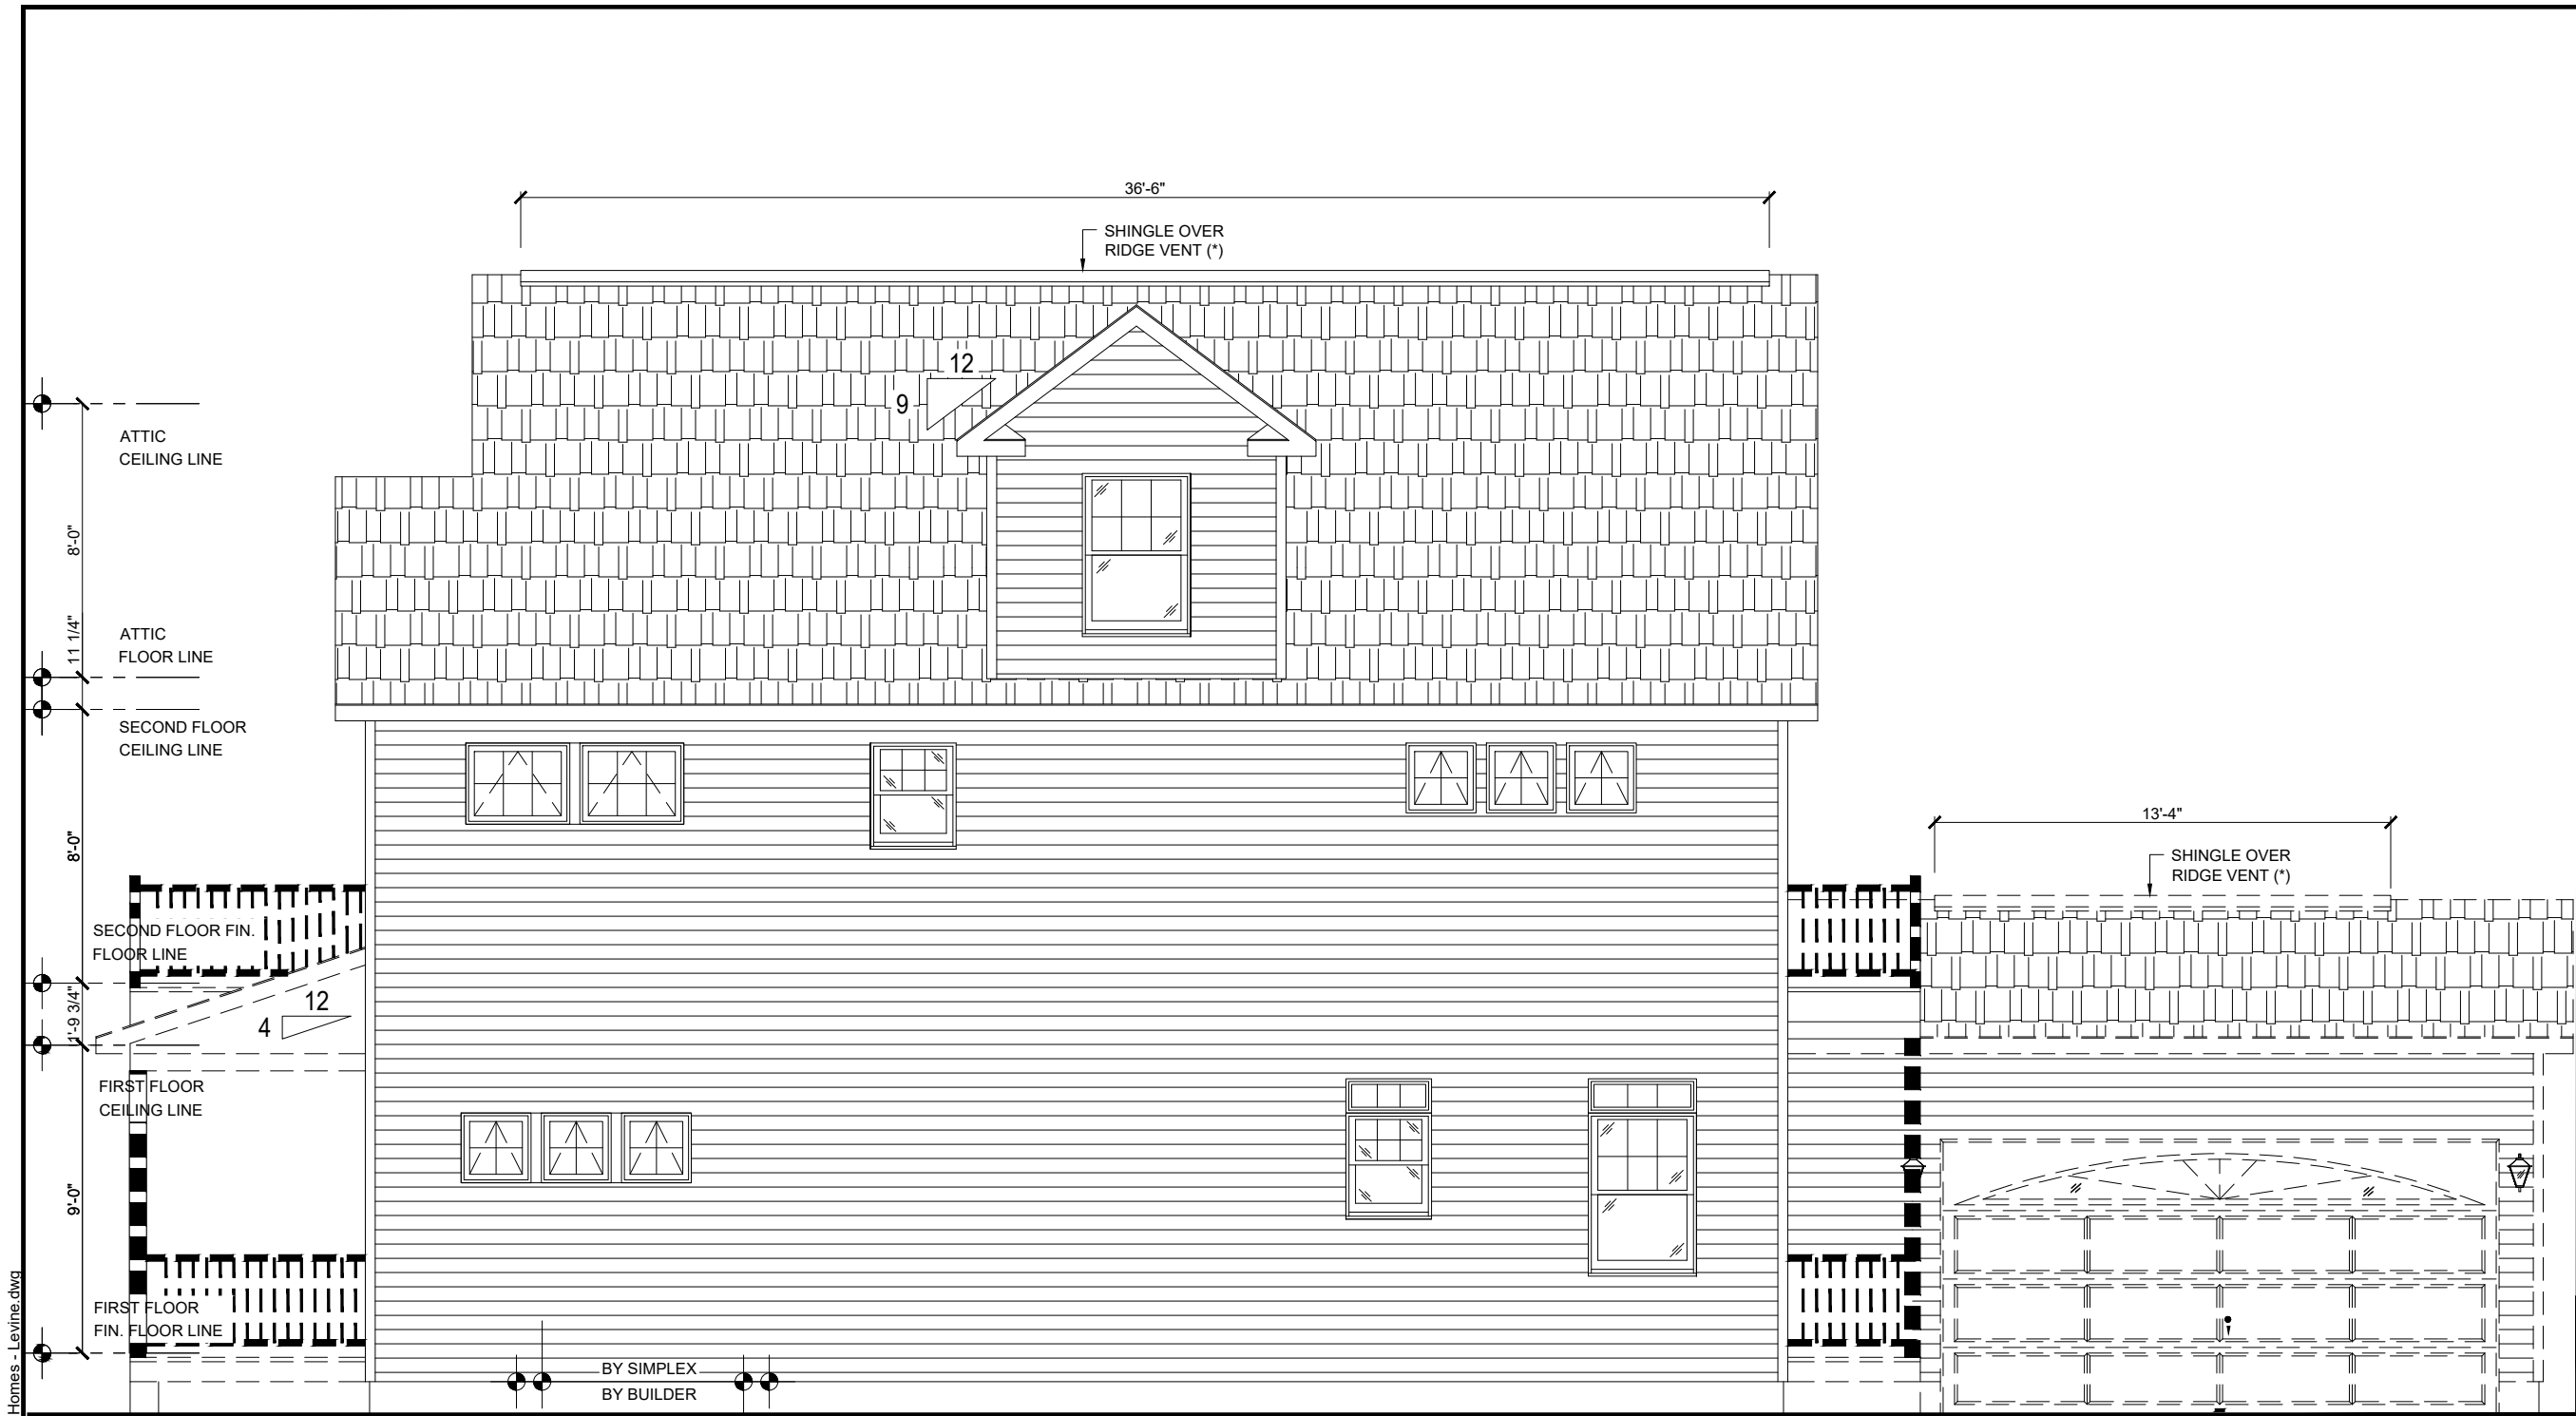 36'-6"
SHINGLE OVER
RIDGE VENT (*)
12
9
ATTIC
CEILING LINE
8'-0"
ATTIC
FLOOR LINE
11 1/4"
SECOND FLOOR
CEILING LINE
8'-0"
13'-4"
SHINGLE OVER
RIDGE VENT (*)
SECOND FLOOR FIN.
FLOOR LINE
1'-9 3/4"
12
4
FIRST FLOOR
CEILING LINE
9'-0"
FIRST FLOOR
FIN. FLOOR LINE
BY SIMPLEX
BY BUILDER
Homes - Levine.dwg